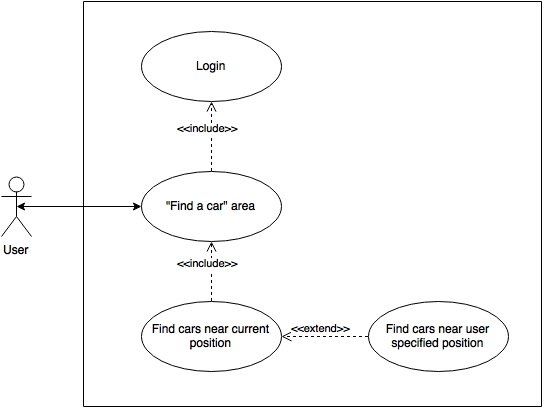 Login
<<include>>
"Find a car" area
User
<<include>>
Find cars near current
position
<<extend>>
Find cars near user
specified position